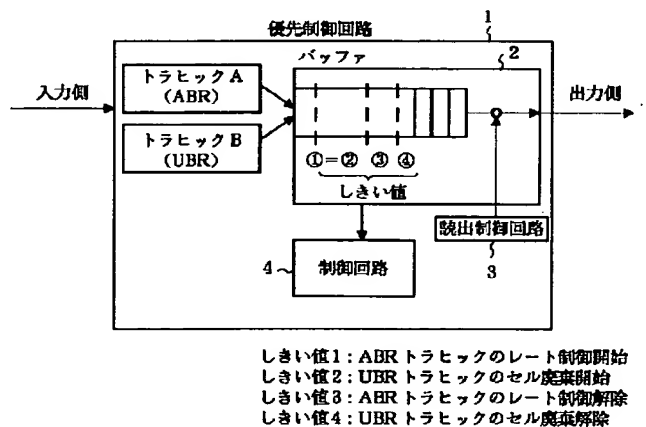 優先制御回路
1
バッファ
2
トラヒックA
(ABR)
入力側
出力側
トラヒックB
(UBR)
①=② ③ ④
しきい値
読出制御回路
3
4
制御回路
しきい値1:ABRトラヒックのレート制御開始
しきい値2:UBRトラヒックのセル廃棄開始
しきい値3:ABRトラヒックのレート制御解除
しきい値4:UBRトラヒックのセル廃棄解除